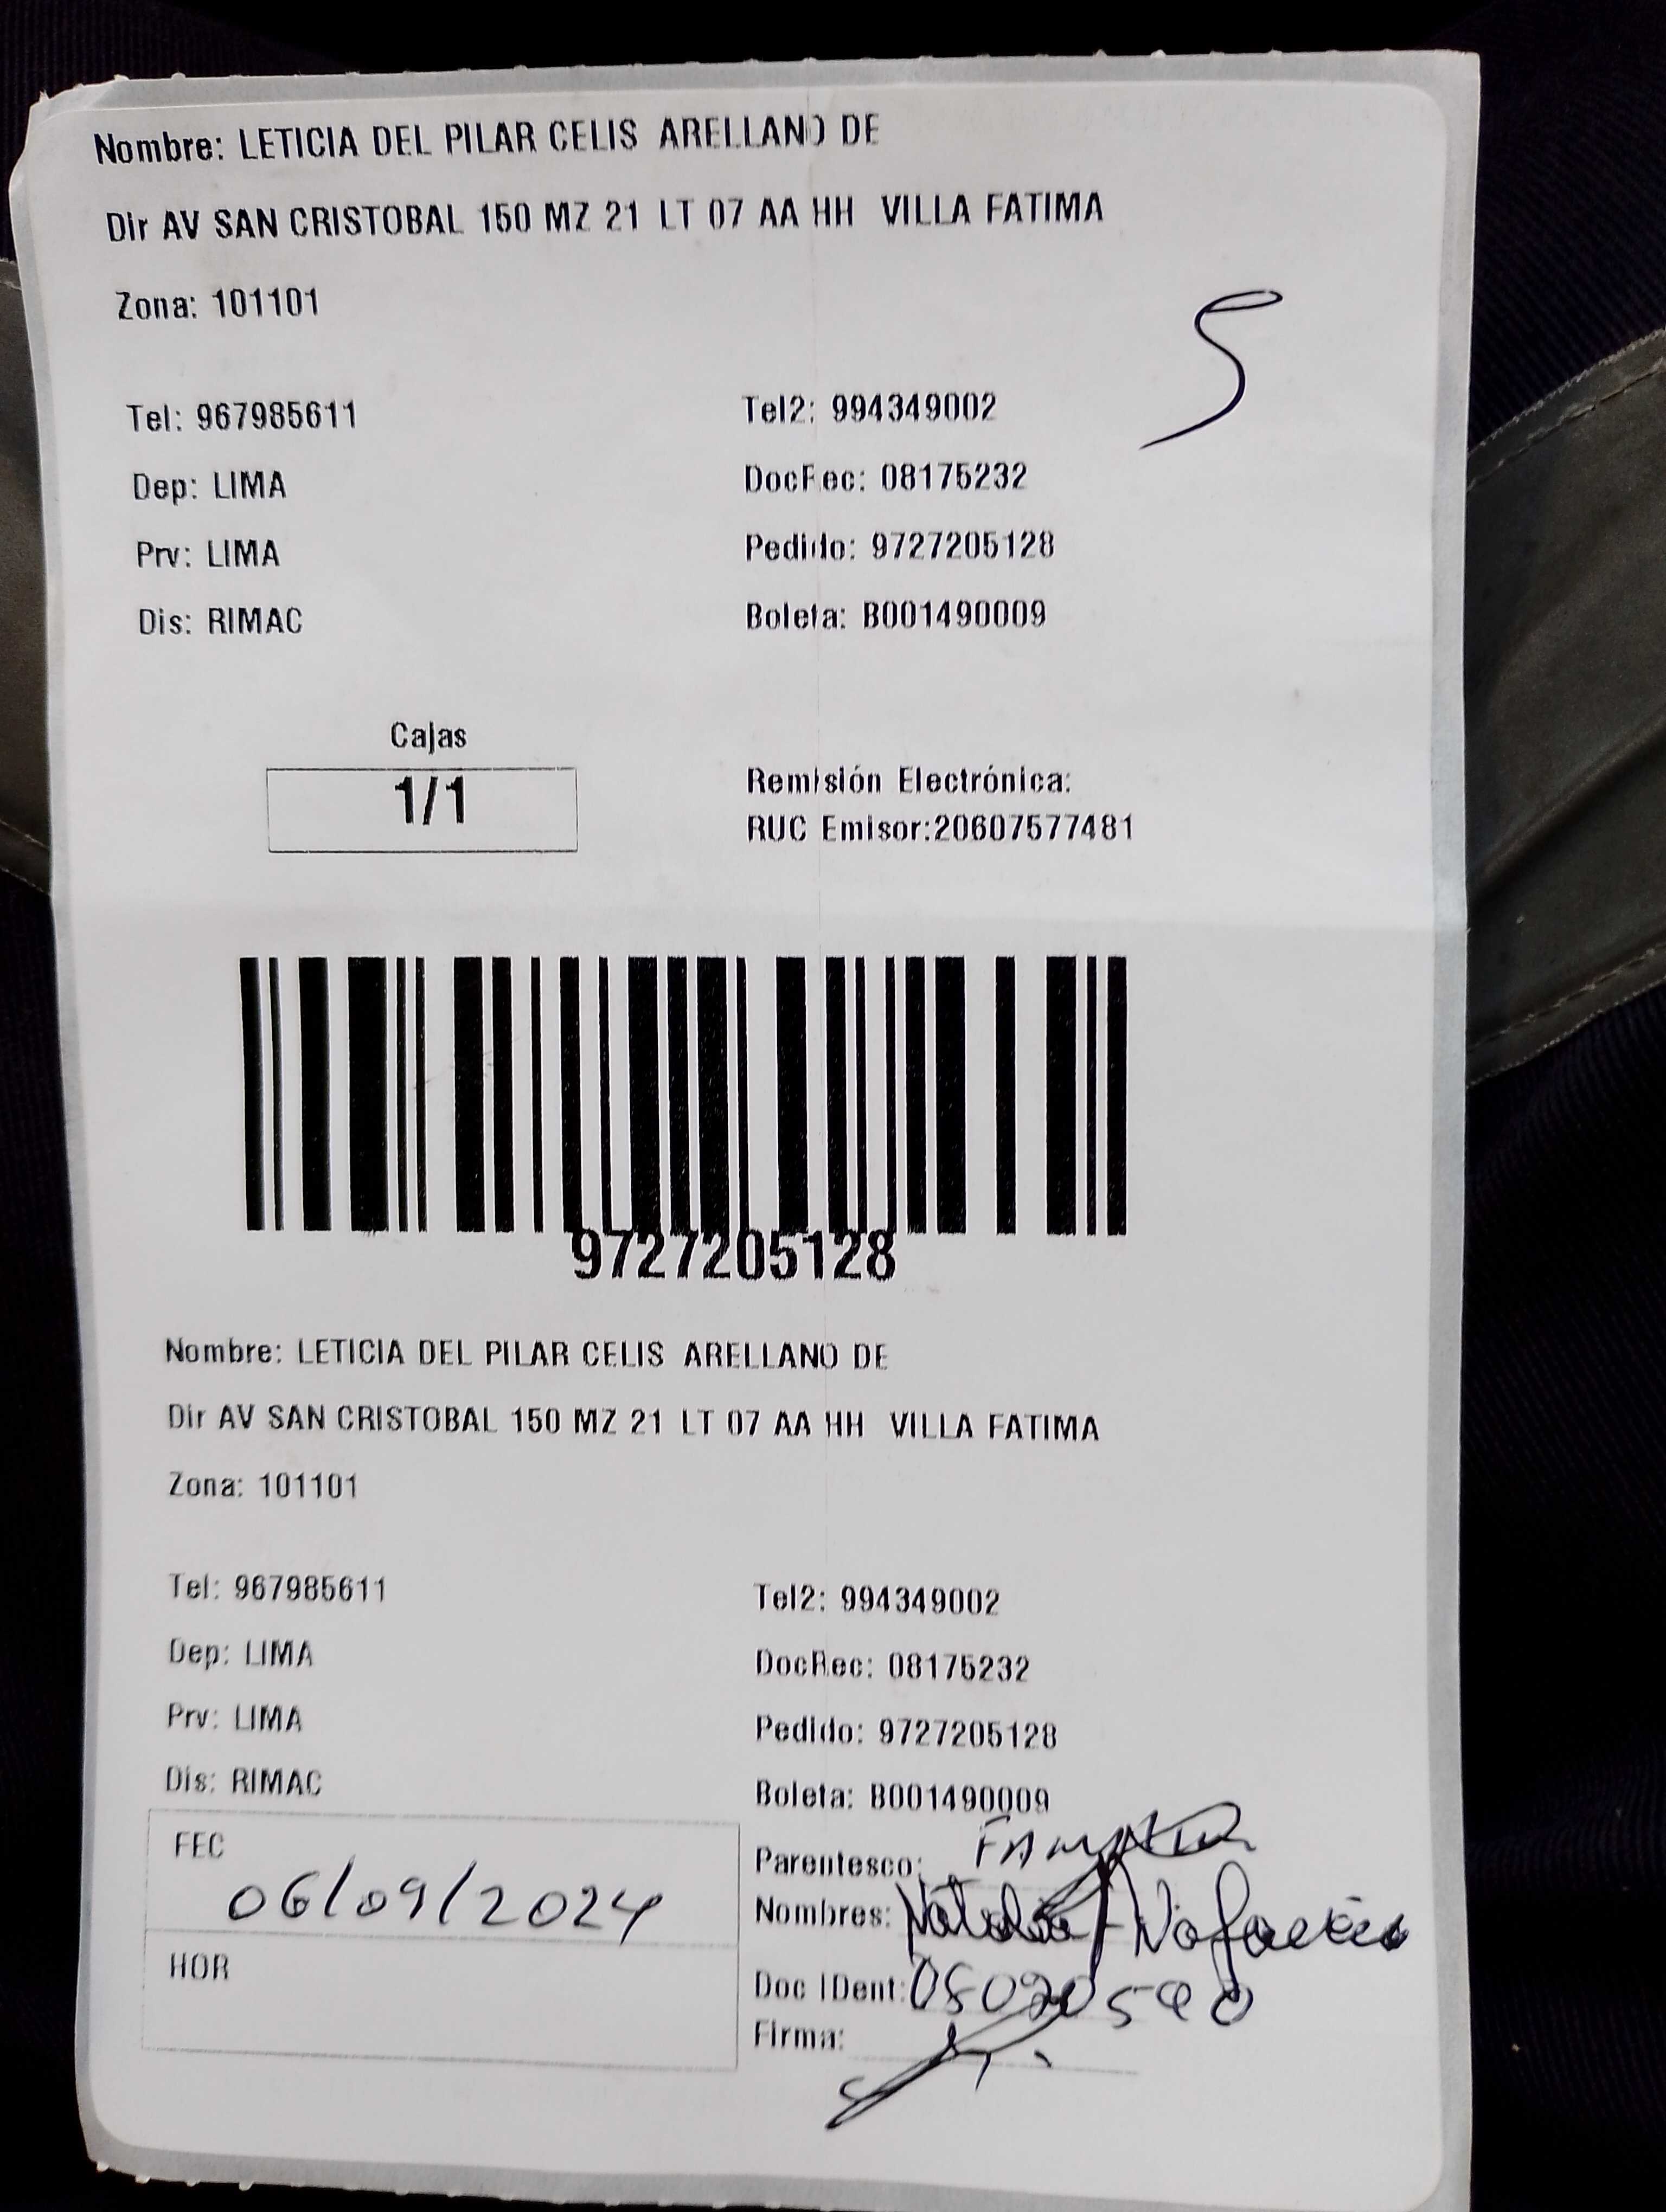 Nombre: LETICIA DEL PILAR CELIS ARELLANO DE
Dir AV SAN CRISTOBAL 150 MZ 21 LT 07 AA HH VILLA FATIMA
Zona: 101101
5
Tel: 967985611 Tel2: 994349002
Dep: LIMA DocRec: 08175232
Prv: LIMA Pedido: 9727205128
Dis: RIMAC Boleta: B001490009
Cajas
1/1
Remisión Electrónica:
RUC Emisor:20607577481
9727205128
Nombre: LETICIA DEL PILAR CELIS ARELLANO DE
Dir AV SAN CRISTOBAL 150 MZ 21 LT 07 AA HH VILLA FATIMA
Zona: 101101
Tel: 967985611 Tel2: 994349002
Dep: LIMA DocRec: 08175232
Prv: LIMA Pedido: 9727205128
Dis: RIMAC Boleta: B001490009
FEC
06/09/2024
HOR
Parentesco:
Nombres:
Doc IDent:
Firma: